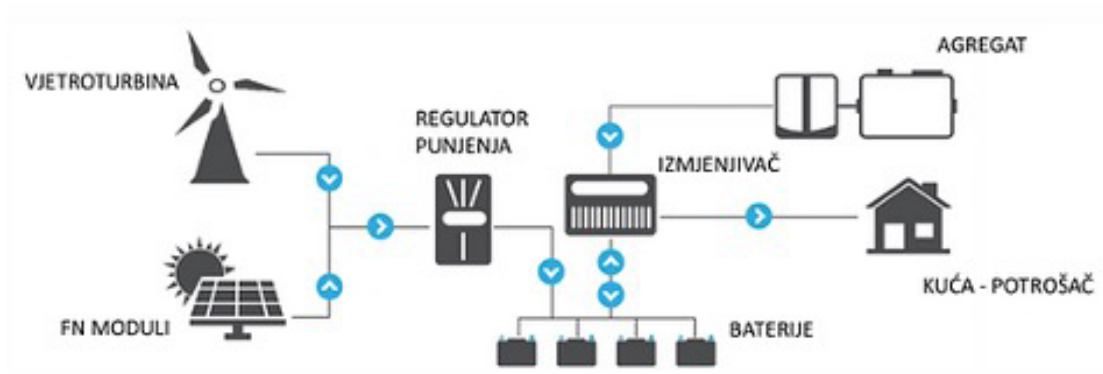 VJETROTURBINA
AGREGAT
REGULATOR
PUNJENJA
IZMJENJIVAČ
KUĆA - POTROŠAČ
FN MODULI
BATERIJE